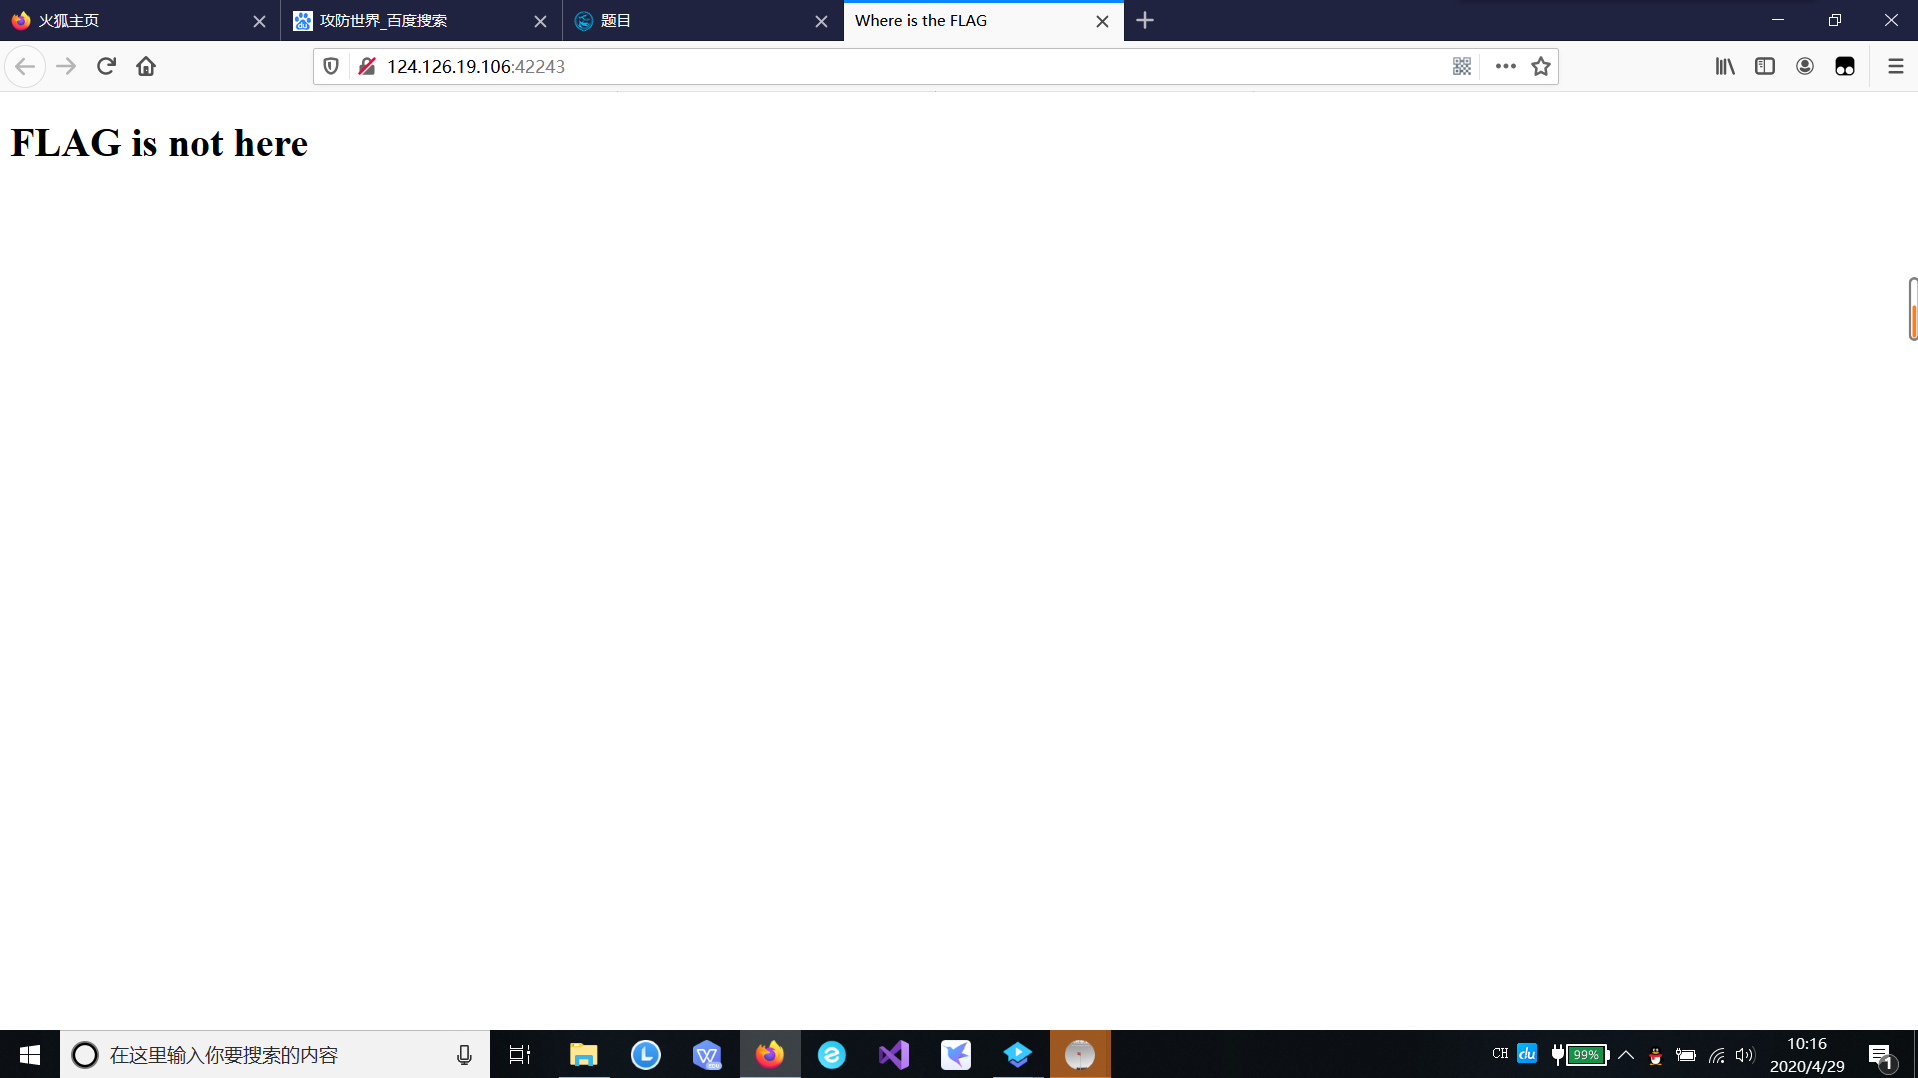 火狐主页
攻防世界_百度搜索
题目
Where is the FLAG
124.126.19.106:42243
FLAG is not here
在这里输入你要搜索的内容
CH
du
99%
10:16
2020/4/29
1